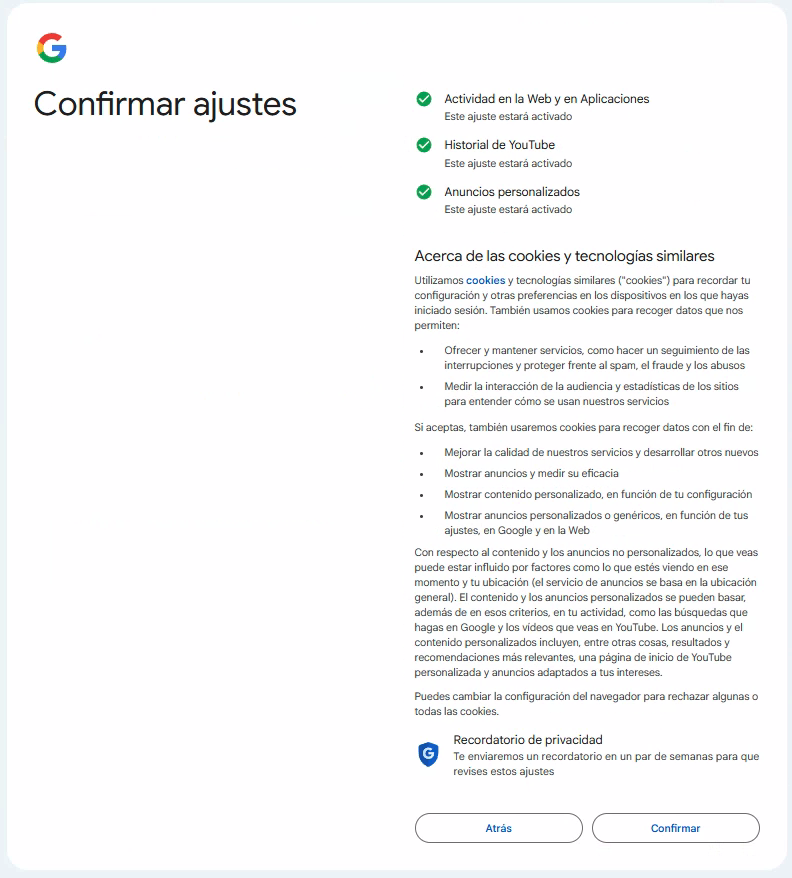 Confirmar ajustes
Actividad en la Web y en Aplicaciones
Este ajuste estará activado
Historial de YouTube
Este ajuste estará activado
Anuncios personalizados
Este ajuste estará activado
Acerca de las cookies y tecnologías similares
Utilizamos cookies y tecnologías similares ("cookies") para recordar tu
configuración y otras preferencias en los dispositivos en los que hayas
iniciado sesión. También usamos cookies para recoger datos que nos
permiten:
• Ofrecer y mantener servicios, como hacer un seguimiento de las
interrupciones y proteger frente al spam, el fraude y los abusos
• Medir la interacción de la audiencia y estadísticas de los sitios
para entender cómo se usan nuestros servicios
Si aceptas, también usaremos cookies para recoger datos con el fin de:
• Mejorar la calidad de nuestros servicios y desarrollar otros nuevos
• Mostrar anuncios y medir su eficacia
• Mostrar contenido personalizado, en función de tu configuración
• Mostrar anuncios personalizados o genéricos, en función de tus
ajustes, en Google y en la Web
Con respecto al contenido y los anuncios no personalizados, lo que veas
puede estar influido por factores como lo que estés viendo en ese
momento y tu ubicación (el servicio de anuncios se basa en la ubicación
general). El contenido y los anuncios personalizados se pueden basar,
además de en esos criterios, en tu actividad, como las búsquedas que
hagas en Google y los vídeos que veas en YouTube. Los anuncios y el
contenido personalizados incluyen, entre otras cosas, resultados y
recomendaciones más relevantes, una página de inicio de YouTube
personalizada y anuncios adaptados a tus intereses.
Puedes cambiar la configuración del navegador para rechazar algunas o
todas las cookies.
Recordatorio de privacidad
Te enviaremos un recordatorio en un par de semanas para que
revises estos ajustes
Atrás
Confirmar